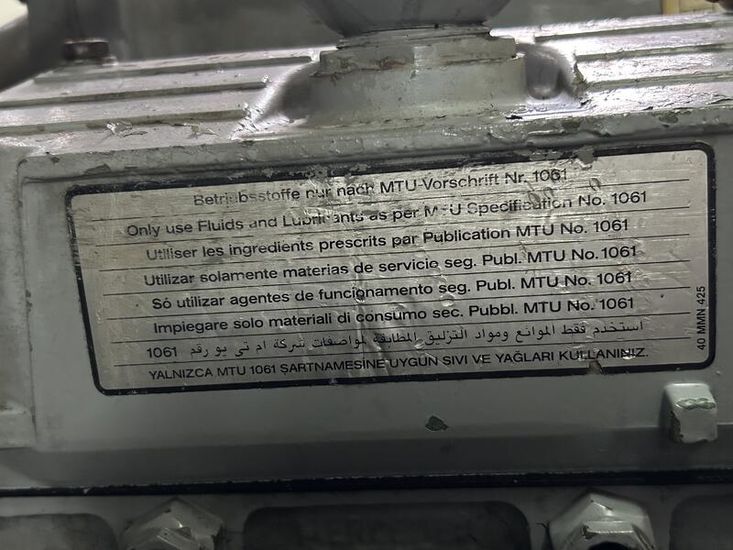 Betriebsstoffe nur nach MTU-Vorschrift Nr. 1061
Only use Fluids and Lubricants as per MTU Specification No. 1061
Utiliser les ingredients prescrits par Publication MTU No. 1061
Utilizar solamente materias de servicio seg. Publ. MTU No. 1061
Só utilizar agentes de funcionamento seg. Publ. MTU No. 1061
Impiegare solo materiali di consumo sec. Pubbl. MTU No. 1061
استخدم فقط الموائع ومواد التزليق المطابقة لمواصفات شركة ام تى يو رقم 1061
YALNIZCA MTU 1061 ŞARTNAMESİNE UYGUN SIVI VE YAĞLARI KULLANINIZ.
40 MMN 425